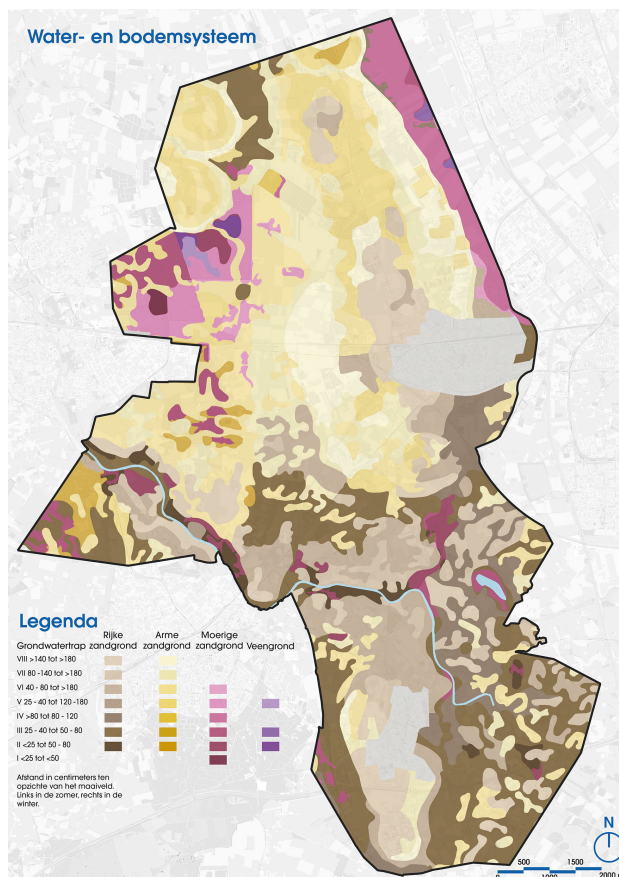 Water- en bodemsysteem
Legenda
Grondwatertrap
Rijke
zandgrond
Arme
zandgrond
Moerige
zandgrond
Veengrond
VIII >140 tot >180
VII 80 -140 tot >180
VI 40 - 80 tot >180
V 25 - 40 tot 120 -180
IV >80 tot 80 - 120
III 25 - 40 tot 50 - 80
II <25 tot 50 - 80
I <25 tot <50
Afstand in centimeters ten
opzichte van het maaiveld.
Links in de zomer, rechts in de
winter.
N
500 1500
0 1000 2000 m